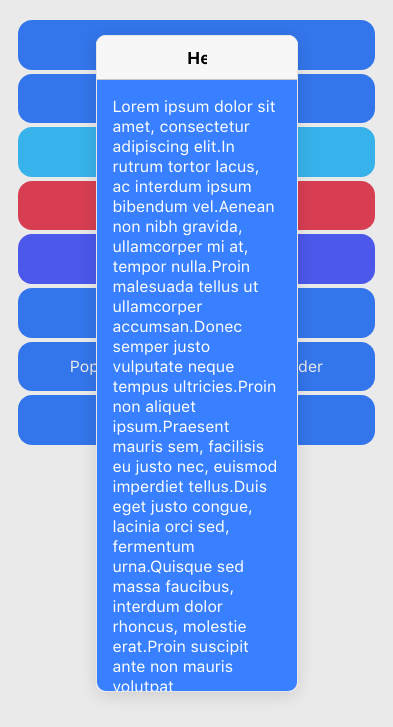 He
Lorem ipsum dolor sit
amet, consectetur
adipiscing elit.In
rutrum tortor lacus,
ac interdum ipsum
bibendum vel.Aenean
non nibh gravida,
ullamcorper mi at,
tempor nulla.Proin
malesuada tellus ut
ullamcorper
accumsan.Donec
semper justo
vulputate neque
tempus ultricies.Proin
non aliquet
ipsum.Praesent
mauris sem, facilisis
eu justo nec, euismod
imperdiet tellus.Duis
eget justo congue,
lacinia orci sed,
fermentum
urna.Quisque sed
massa faucibus,
interdum dolor
rhoncus, molestie
erat.Proin suscipit
ante non mauris
volutpat
Pop
der